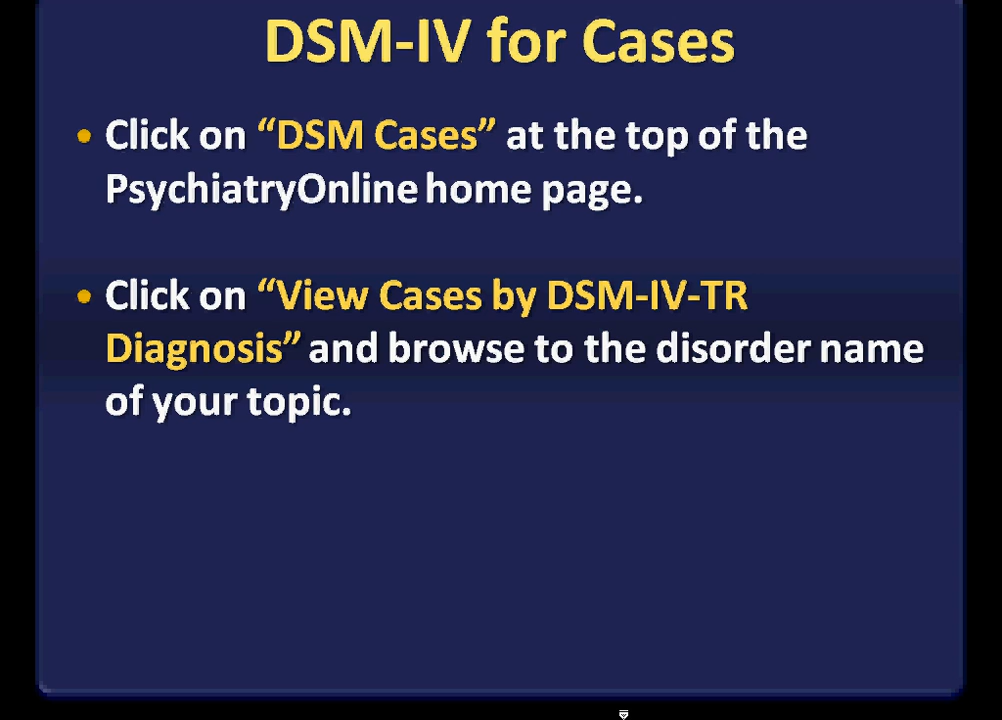 DSM-IV for Cases
• Click on “DSM Cases” at the top of the
PsychiatryOnline home page.
• Click on “View Cases by DSM-IV-TR
Diagnosis” and browse to the disorder name
of your topic.